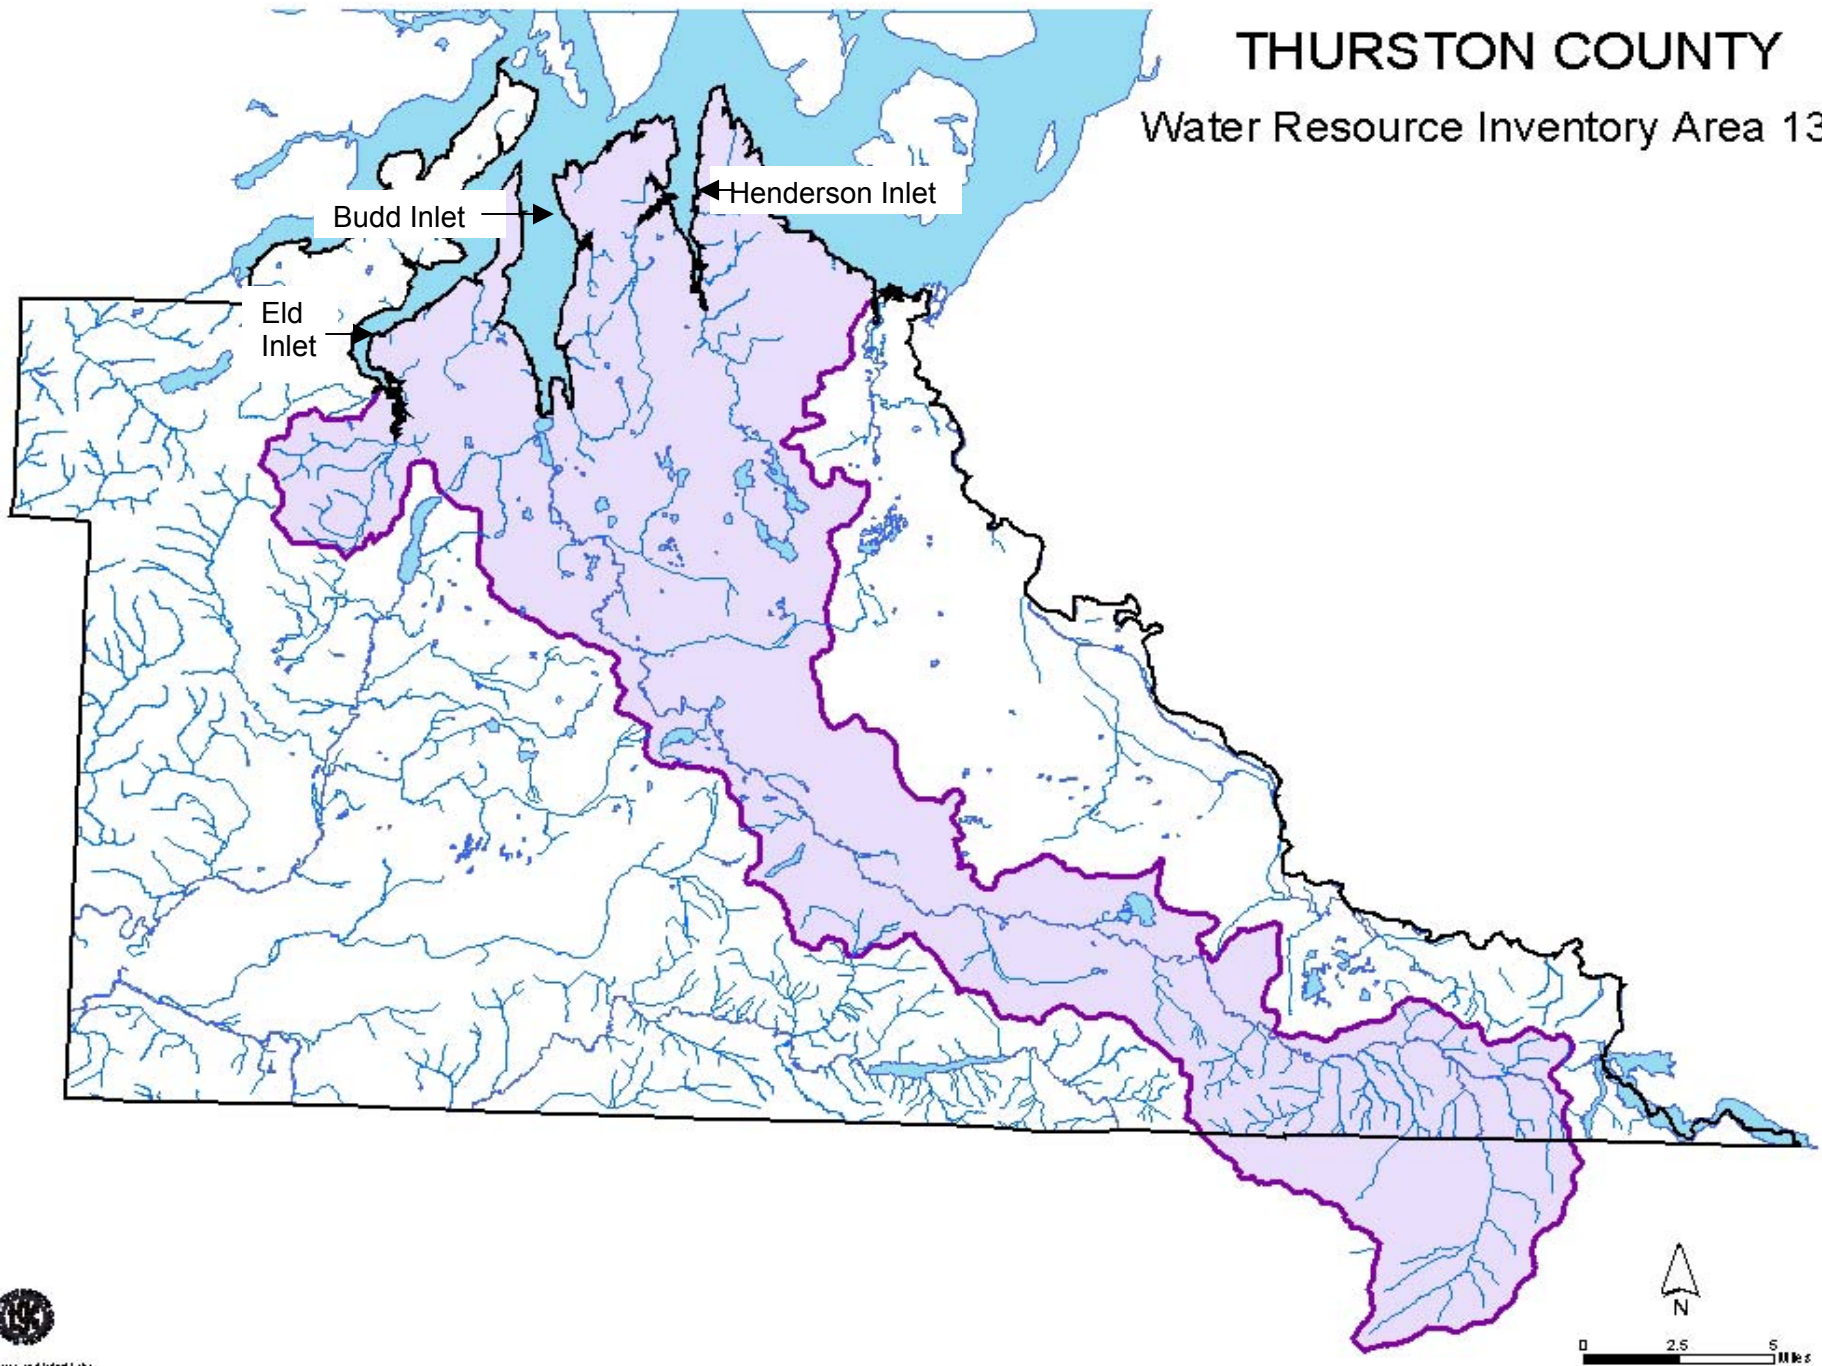 THURSTON COUNTY
Water Resource Inventory Area 13
Henderson Inlet
Budd Inlet
Eld
Inlet
N
0 2.5 5
Miles